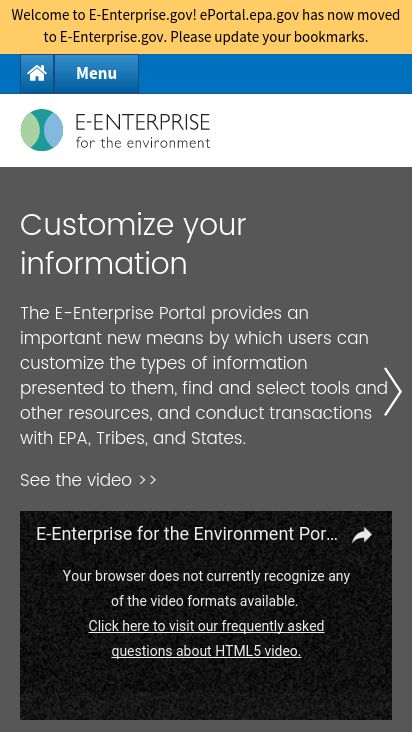 Welcome to E-Enterprise.gov! ePortal.epa.gov has now moved
to E-Enterprise.gov. Please update your bookmarks.
Menu
E-ENTERPRISE
for the environment
Customize your
information
The E-Enterprise Portal provides an
important new means by which users can
customize the types of information
presented to them, find and select tools and
other resources, and conduct transactions
with EPA, Tribes, and States.
See the video >>
E-Enterprise for the Environment Por...
Your browser does not currently recognize any
of the video formats available.
Click here to visit our frequently asked
questions about HTML5 video.